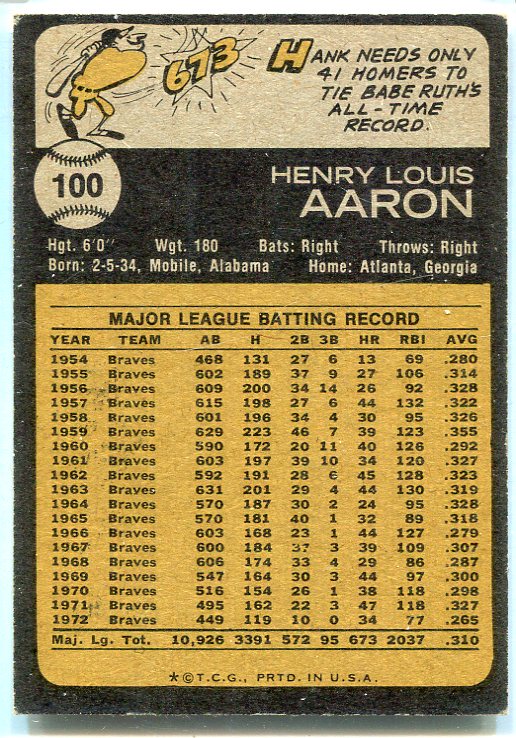 673
HANK NEEDS ONLY
41 HOMERS TO
TIE BABE RUTH'S
ALL-TIME
RECORD.
100
HENRY LOUIS
AARON
Hgt. 6'0" Wgt. 180 Bats: Right Throws: Right
Born: 2-5-34, Mobile, Alabama Home: Atlanta, Georgia
MAJOR LEAGUE BATTING RECORD
YEAR TEAM AB H 2B 3B HR RBI AVG
1954 Braves 468 131 27 6 13 69 .280
1955 Braves 602 189 37 9 27 106 .314
1956 Braves 609 200 34 14 26 92 .328
1957 Braves 615 198 27 6 44 132 .322
1958 Braves 601 196 34 4 30 95 .326
1959 Braves 629 223 46 7 39 123 .355
1960 Braves 590 172 20 11 40 126 .292
1961 Braves 603 197 39 10 34 120 .327
1962 Braves 592 191 28 6 45 128 .323
1963 Braves 631 201 29 4 44 130 .319
1964 Braves 570 187 30 2 24 95 .328
1965 Braves 570 181 40 1 32 89 .318
1966 Braves 603 168 23 1 44 127 .279
1967 Braves 600 184 37 3 39 109 .307
1968 Braves 606 174 33 4 29 86 .287
1969 Braves 547 164 30 3 44 97 .300
1970 Braves 516 154 26 1 38 118 .298
1971 Braves 495 162 22 3 47 118 .327
1972 Braves 449 119 10 0 34 77 .265
Maj. Lg. Tot. 10,926 3391 572 95 673 2037 .310
*©T.C.G., PRTD. IN U.S.A.